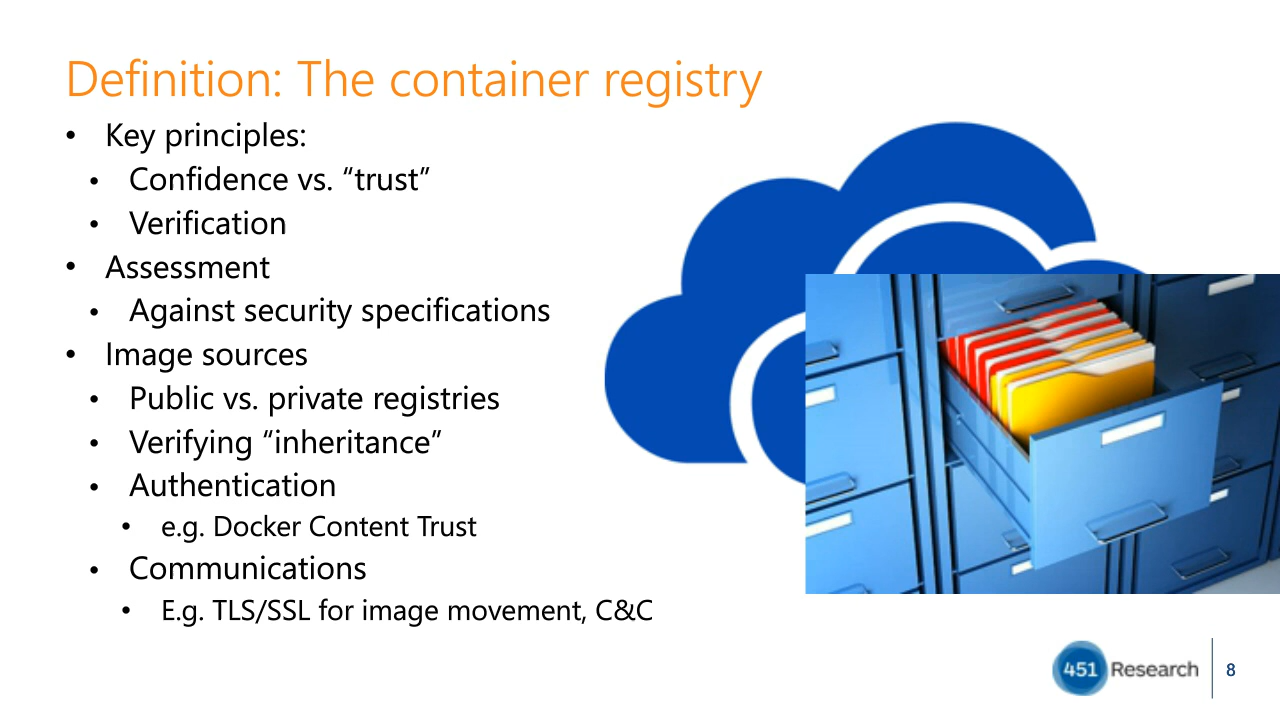 Definition: The container registry
• Key principles:
• Confidence vs. “trust”
• Verification
• Assessment
• Against security specifications
• Image sources
• Public vs. private registries
• Verifying “inheritance”
• Authentication
• e.g. Docker Content Trust
• Communications
• E.g. TLS/SSL for image movement, C&C
451 Research
8